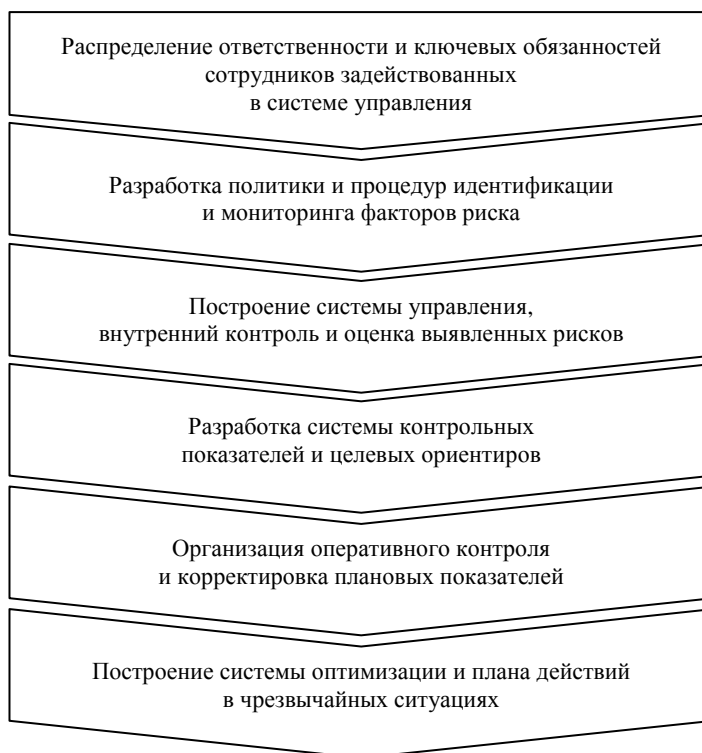 Распределение ответственности и ключевых обязанностей
сотрудников задействованных
в системе управления
Разработка политики и процедур идентификации
и мониторинга факторов риска
Построение системы управления,
внутренний контроль и оценка выявленных рисков
Разработка системы контрольных
показателей и целевых ориентиров
Организация оперативного контроля
и корректировка плановых показателей
Построение системы оптимизации и плана действий
в чрезвычайных ситуациях